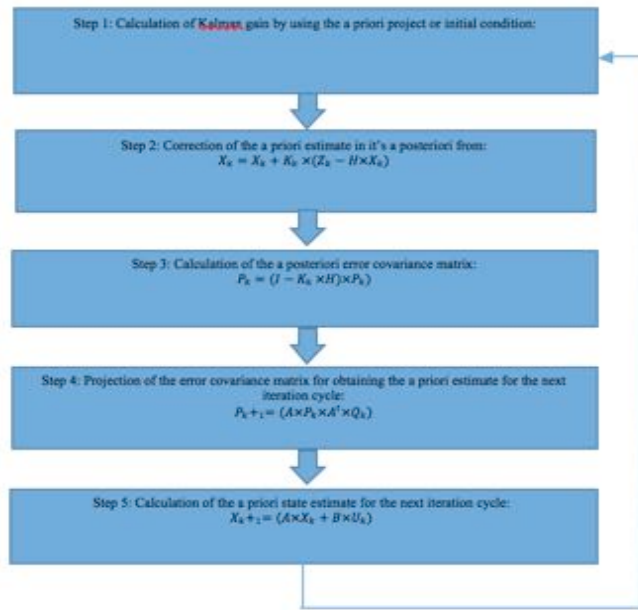 Step 1: Calculation of Kalman gain by using the a priori project or initial condition:
Step 2: Correction of the a priori estimate in it's a posteriori from:
Xₖ = Xₖ + Kₖ ×(Zₖ − H×Xₖ)
Step 3: Calculation of the a posteriori error covariance matrix:
Pₖ = (I − Kₖ ×H)×Pₖ)
Step 4: Projection of the error covariance matrix for obtaining the a priori estimate for the next
iteration cycle:
Pₖ+₁= (A×Pₖ×Aᵗ×Qₖ)
Step 5: Calculation of the a priori state estimate for the next iteration cycle:
Xₖ+₁= (A×Xₖ + B×Uₖ)